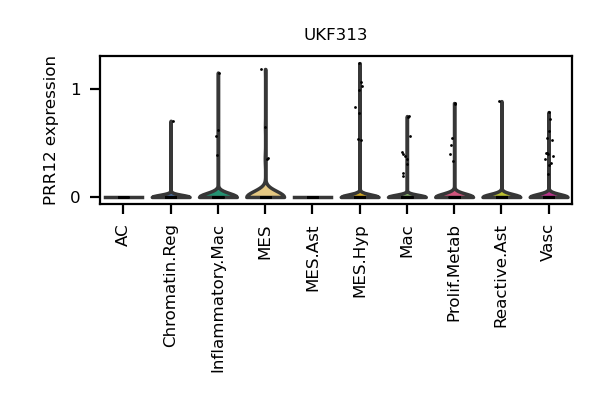 UKF313
PRR12 expression
1
0
AC
Chromatin.Reg
Inflammatory.Mac
MES
MES.Ast
MES.Hyp
Mac
Prolif.Metab
Reactive.Ast
Vasc